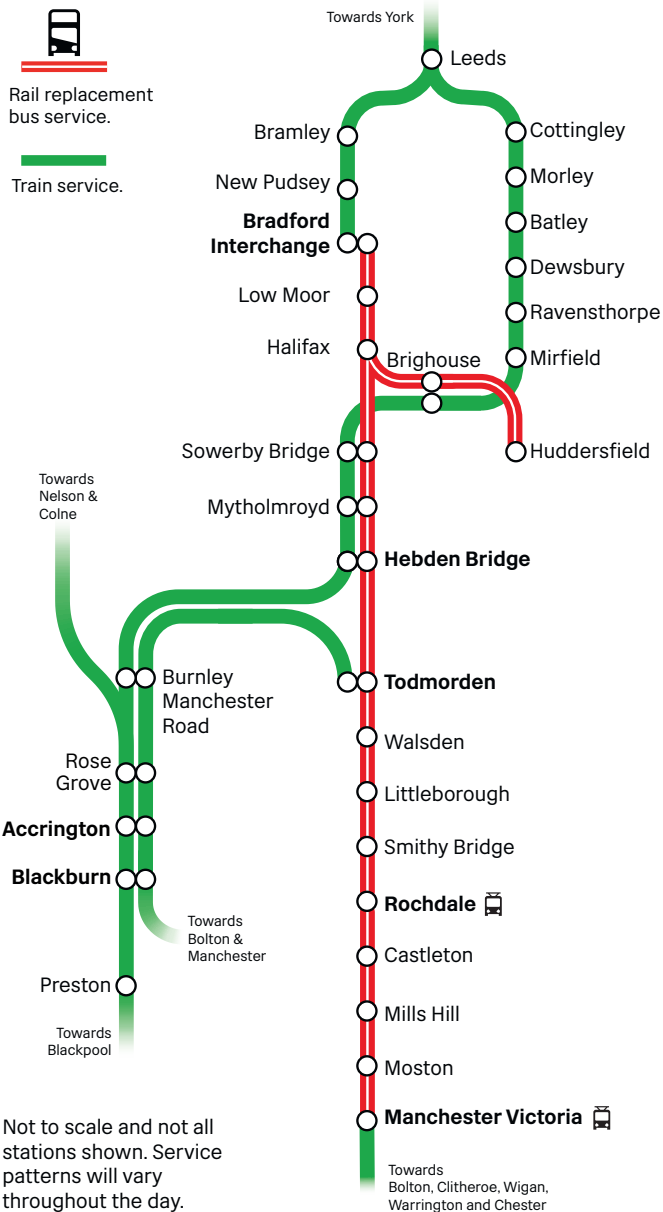 Towards York
Leeds
Rail replacement
bus service.
Train service.
Bramley
Cottingley
New Pudsey
Morley
Bradford
Interchange
Batley
Dewsbury
Low Moor
Ravensthorpe
Halifax
Brighouse
Mirfield
Sowerby Bridge
Huddersfield
Towards
Nelson &
Colne
Mytholmroyd
Hebden Bridge
Burnley
Manchester
Road
Todmorden
Walsden
Rose
Grove
Littleborough
Accrington
Smithy Bridge
Blackburn
Rochdale
Towards
Bolton &
Manchester
Castleton
Preston
Mills Hill
Towards
Blackpool
Moston
Manchester Victoria
Not to scale and not all
stations shown. Service
patterns will vary
throughout the day.
Towards
Bolton, Clitheroe, Wigan,
Warrington and Chester